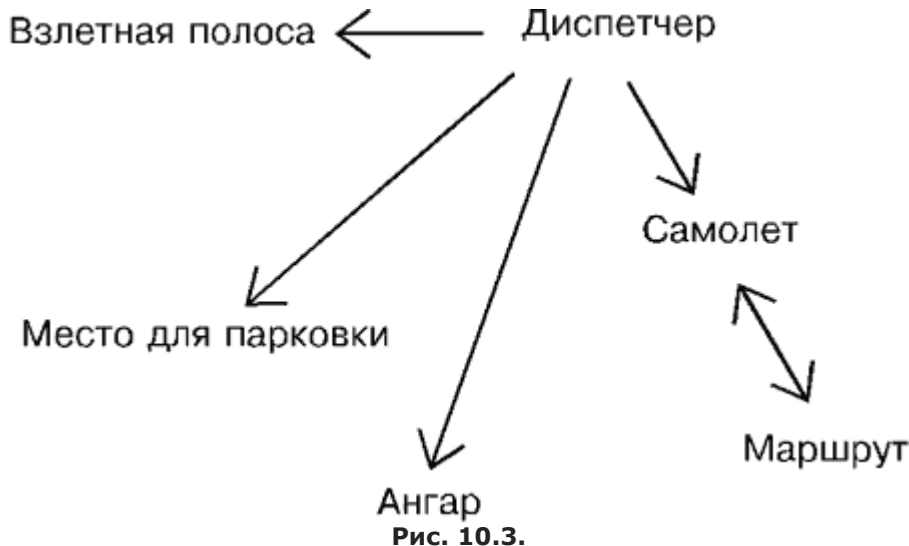 Взлетная полоса
Диспетчер
Самолет
Место для парковки
Маршрут
Ангар
Рис. 10.3.